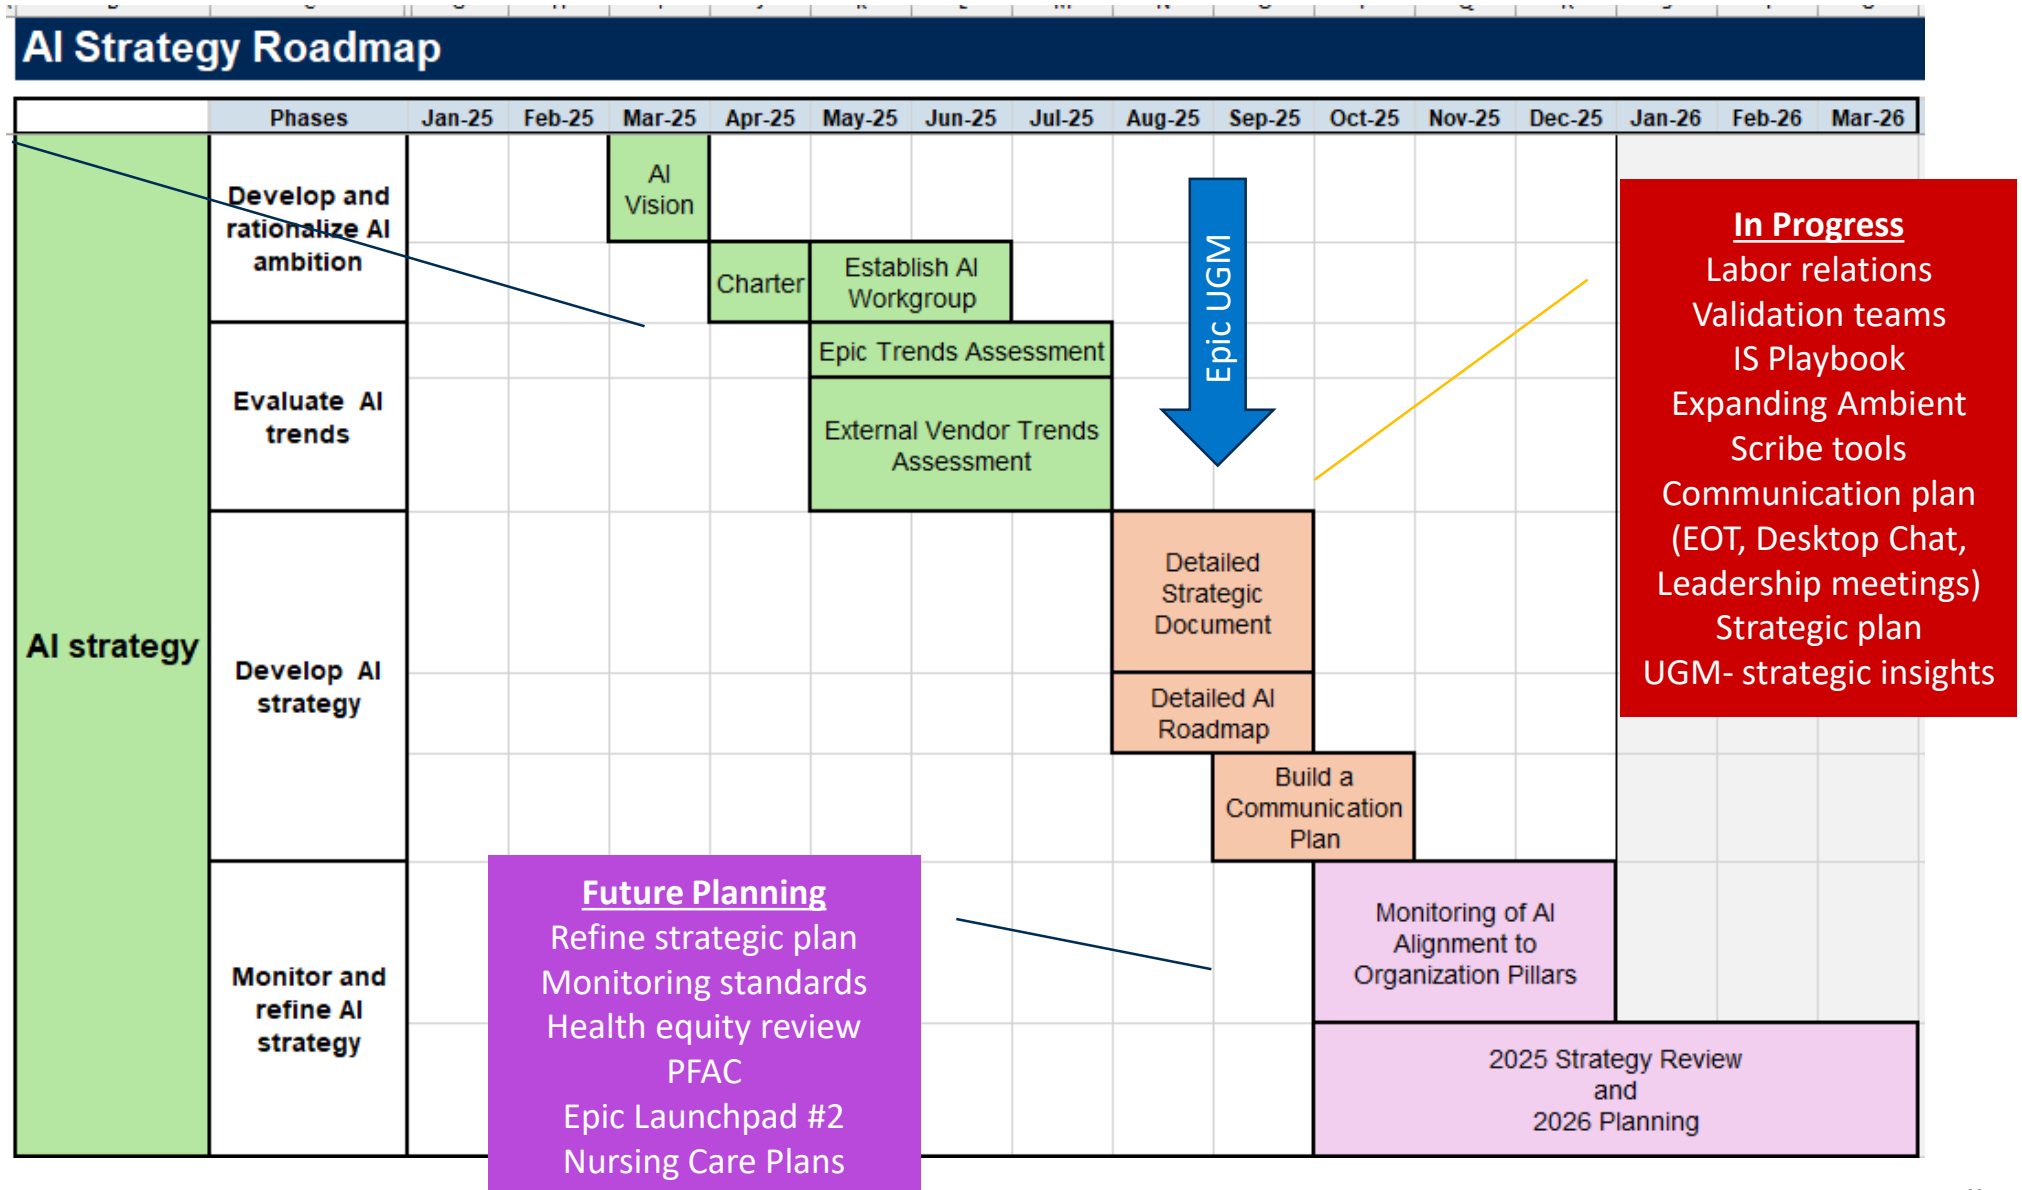 AI Strategy Roadmap
Phases Jan-25 Feb-25 Mar-25 Apr-25 May-25 Jun-25 Jul-25 Aug-25 Sep-25 Oct-25 Nov-25 Dec-25 Jan-26 Feb-26 Mar-26
AI strategy
Develop and
rationalize AI
ambition
AI
Vision
Charter
Establish AI
Workgroup
Evaluate AI
trends
Epic Trends Assessment
External Vendor Trends
Assessment
Epic UGM
Develop AI
strategy
Detailed
Strategic
Document
Detailed AI
Roadmap
Build a
Communication
Plan
Monitor and
refine AI
strategy
Monitoring of AI
Alignment to
Organization Pillars
2025 Strategy Review
and
2026 Planning
In Progress
Labor relations
Validation teams
IS Playbook
Expanding Ambient
Scribe tools
Communication plan
(EOT, Desktop Chat,
Leadership meetings)
Strategic plan
UGM- strategic insights
Future Planning
Refine strategic plan
Monitoring standards
Health equity review
PFAC
Epic Launchpad #2
Nursing Care Plans